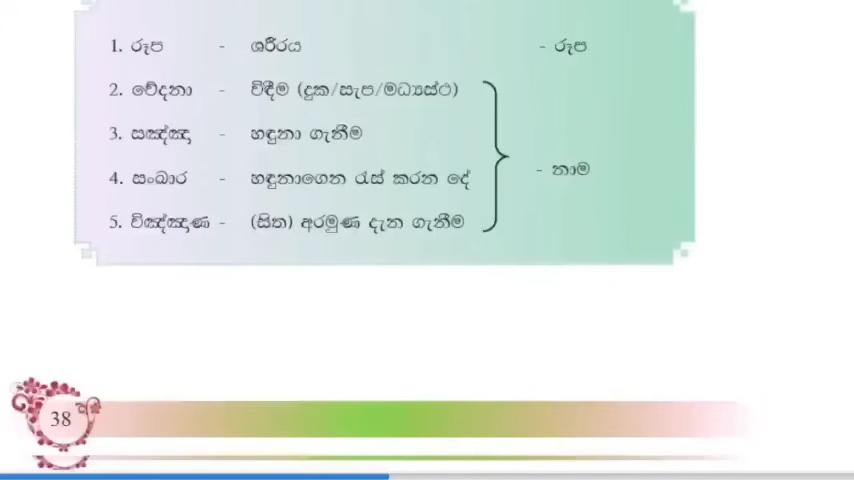 1. රූප - ශරීරය - රූප
2. වේදනා - විඳීම (දුක/සැප/මධ්‍යස්ථ)
3. සඤ්ඤා - හඳුනා ගැනීම
4. සංඛාර - හඳුනාගෙන රැස් කරන දේ - නාම
5. විඤ්ඤාණ - (සිත) අරමුණ දැන ගැනීම
38